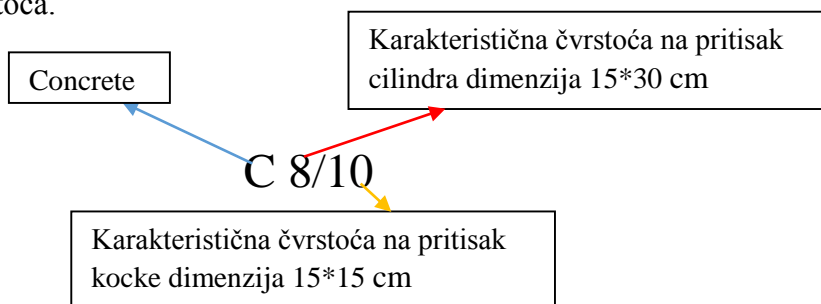 Karakteristična čvrstoća na pritisak
cilindra dimenzija 15*30 cm
Concrete
C 8/10
Karakteristična čvrstoća na pritisak
kocke dimenzija 15*15 cm